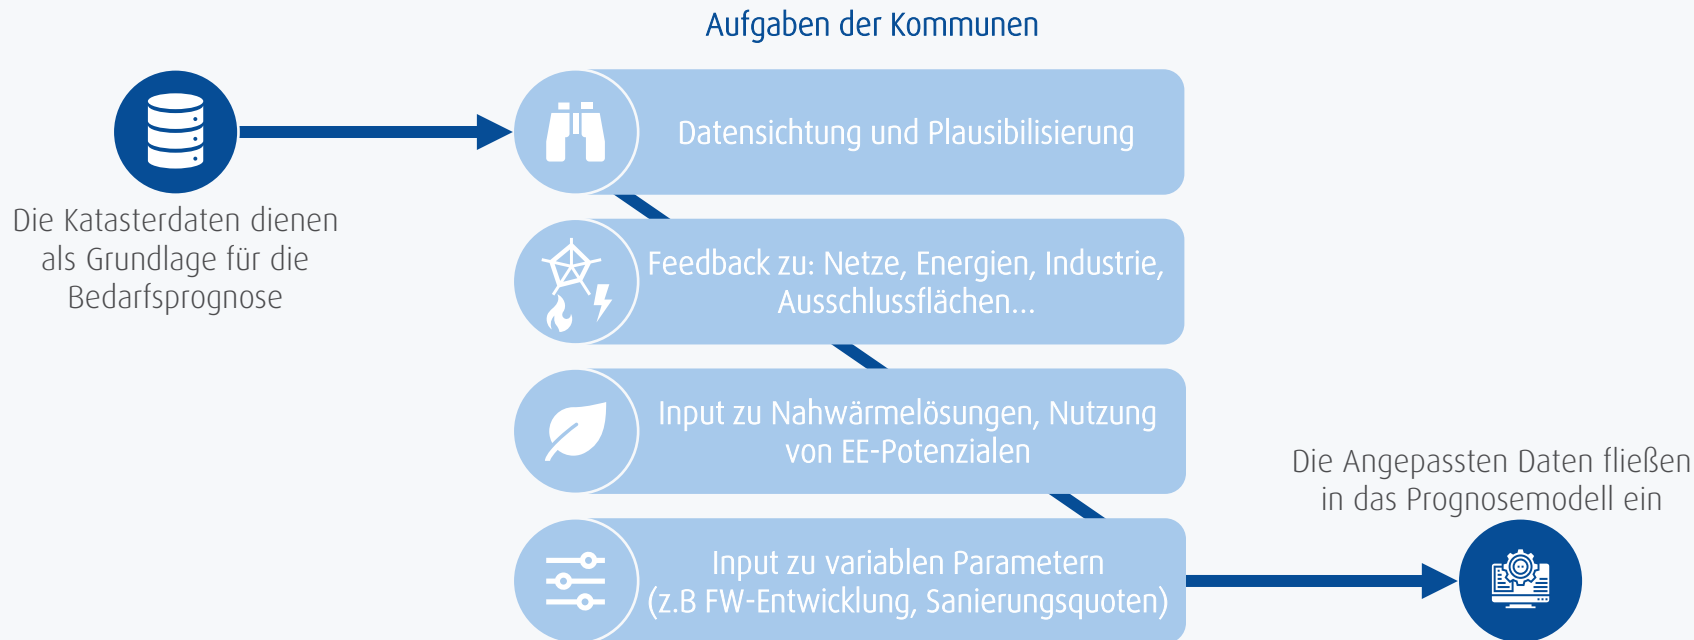 Aufgaben der Kommunen
Datensichtung und Plausibilisierung
Die Katasterdaten dienen
als Grundlage für die
Bedarfsprognose
Feedback zu: Netze, Energien, Industrie,
Ausschlussflächen...
Input zu Nahwärmelösungen, Nutzung
von EE-Potenzialen
Die Angepassten Daten fließen
in das Prognosemodell ein
Input zu variablen Parametern
(z.B FW-Entwicklung, Sanierungsquoten)